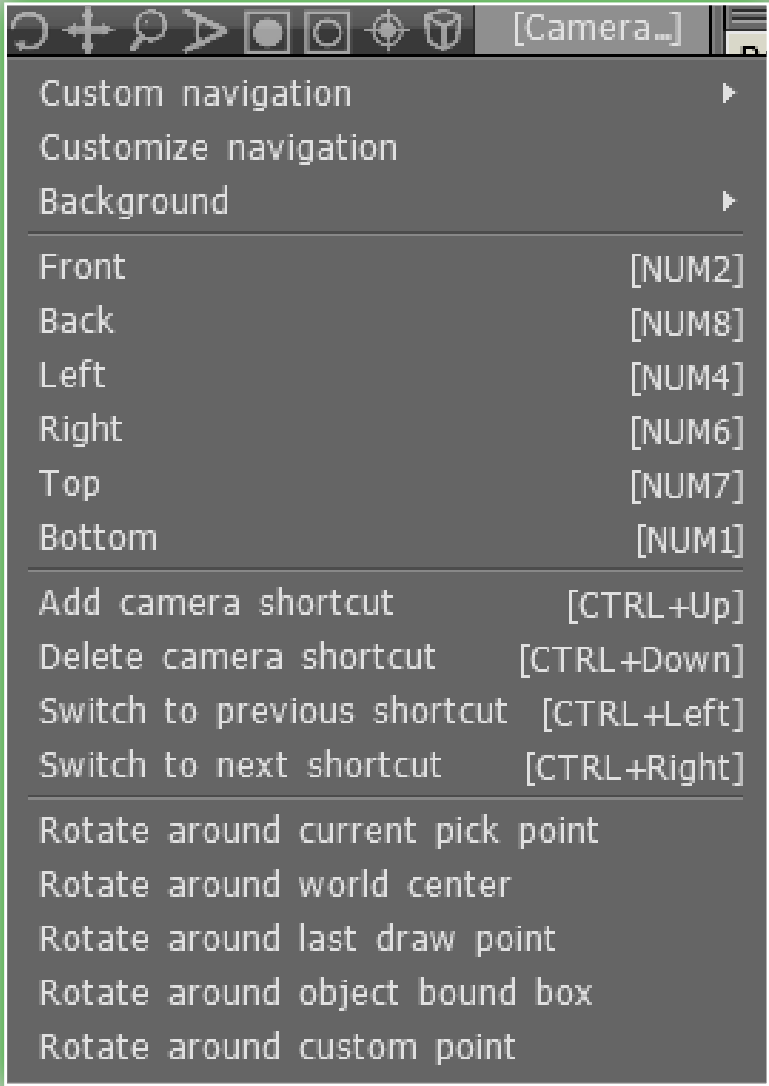 [Camera…]
Custom navigation
Customize navigation
Background
Front [NUM2]
Back [NUM8]
Left [NUM4]
Right [NUM6]
Top [NUM7]
Bottom [NUM1]
Add camera shortcut [CTRL+Up]
Delete camera shortcut [CTRL+Down]
Switch to previous shortcut [CTRL+Left]
Switch to next shortcut [CTRL+Right]
Rotate around current pick point
Rotate around world center
Rotate around last draw point
Rotate around object bound box
Rotate around custom point